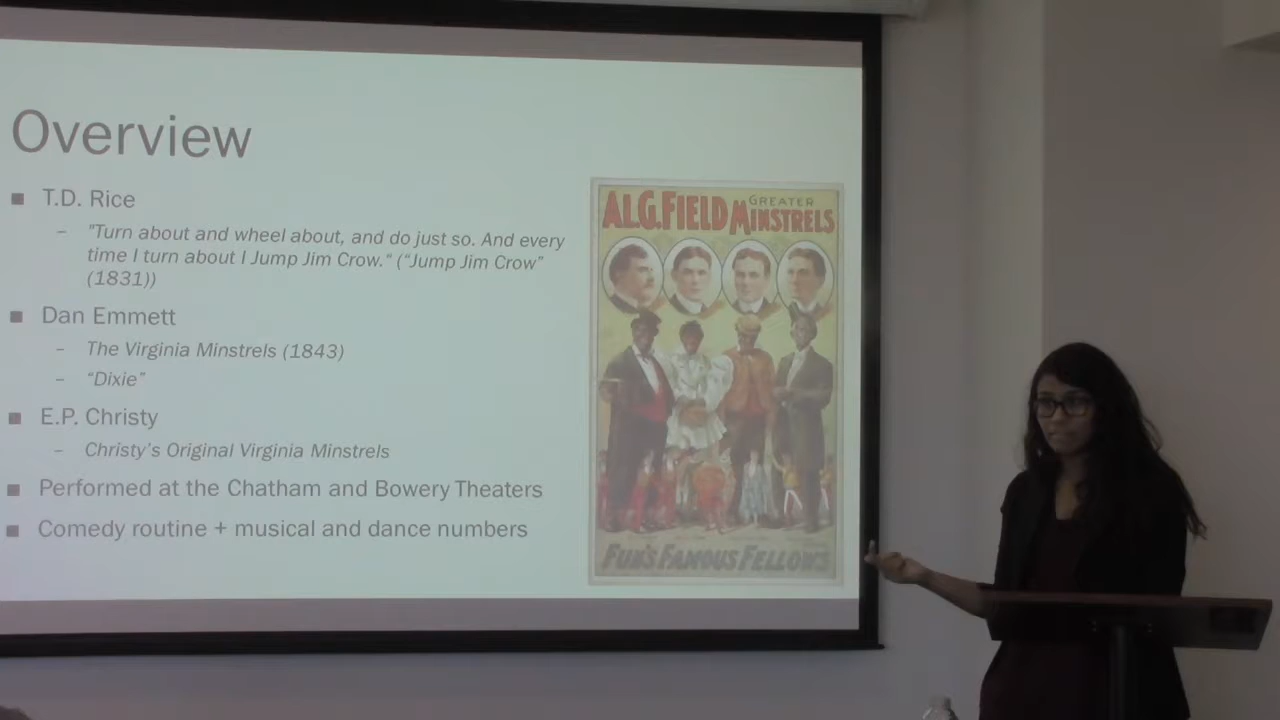 Overview
■ T.D. Rice
– "Turn about and wheel about, and do just so. And every
time I turn about I Jump Jim Crow." ("Jump Jim Crow"
(1831))
■ Dan Emmett
– The Virginia Minstrels (1843)
– "Dixie"
■ E.P. Christy
– Christy's Original Virginia Minstrels
■ Performed at the Chatham and Bowery Theaters
■ Comedy routine + musical and dance numbers
AL.G.FIELD GREATER MINSTRELS
FUN'S FAMOUS FELLOWS